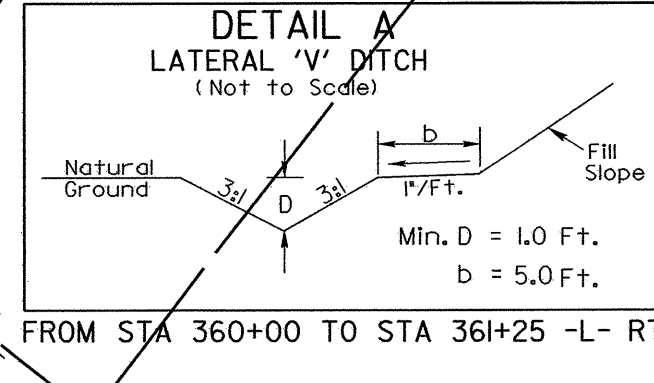 DETAIL A
LATERAL 'V' DITCH
(Not to Scale)
b
Natural
Ground
3:1
D
3:1
1"/Ft.
Fill
Slope
Min. D = 1.0 Ft.
b = 5.0 Ft.
FROM STA 360+00 TO STA 361+25 -L- RT